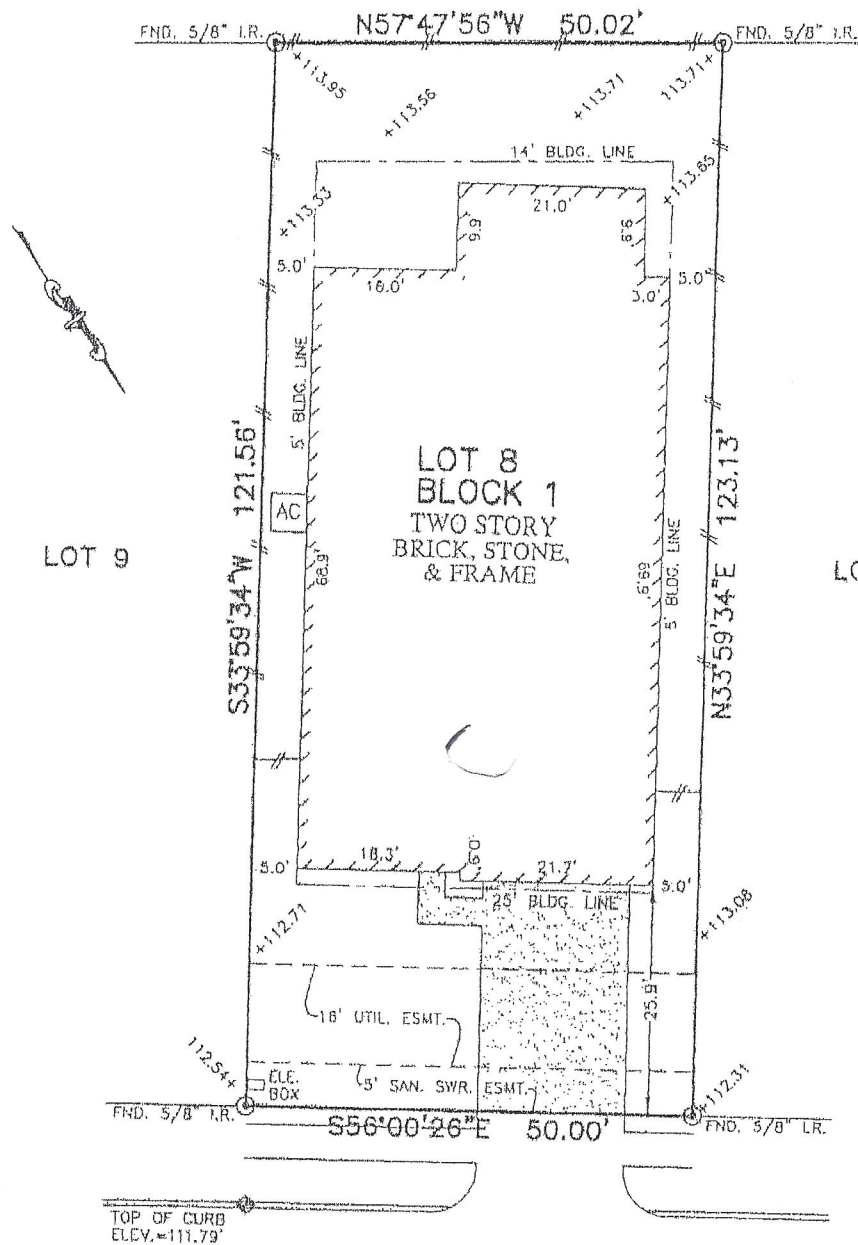 FND. 5/8" I.R. N57°47'56"W 50.02' FND. 5/8" I.R.
+113.95
+113.56
+113.71
113.71+
14' BLDG. LINE
+113.85
+113.33
21.0'
9.9
9.9
5.0'
18.0'
3.0'
5.0'
5' BLDG. LINE
S33°59'34"W 121.56'
LOT 8
BLOCK 1
TWO STORY
BRICK, STONE,
& FRAME
AC
LOT 9
68.9'
69.9'
5' BLDG. LINE
N33°59'34"E 123.13'
LO
5.0'
18.3'
21.7'
5.0'
25' BLDG. LINE
+112.71
+113.08
25.9'
16' UTIL. ESMT.
112.54+
ELE.
BOX
5' SAN. SWR. ESMT.
+112.31
FND. 5/8" I.R. S56°00'26"E 50.00' FND. 5/8" I.R.
TOP OF CURB
ELEV.=111.79'